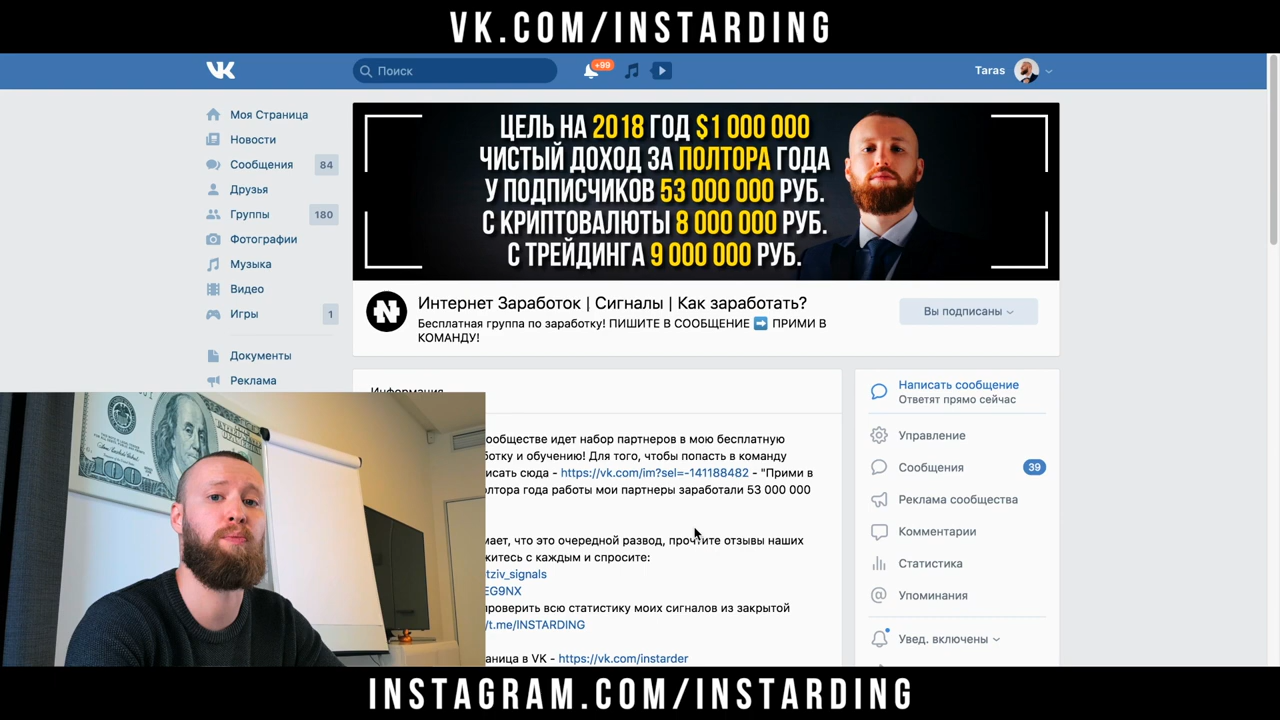 VK.COM/INSTARDING
Поиск
+99
Taras
Моя Страница
Новости
Сообщения 84
Друзья
Группы 180
Фотографии
Музыка
Видео
Игры 1
Документы
Реклама
ЦЕЛЬ НА 2018 ГОД $1 000 000
ЧИСТЫЙ ДОХОД ЗА ПОЛТОРА ГОДА
У ПОДПИСЧИКОВ 53 000 000 РУБ.
С КРИПТОВАЛЮТЫ 8 000 000 РУБ.
С ТРЕЙДИНГА 9 000 000 РУБ.
Интернет Заработок | Сигналы | Как заработать?
Бесплатная группа по заработку! ПИШИТЕ В СООБЩЕНИЕ ➡ ПРИМИ В
КОМАНДУ!
Вы подписаны
Информация
ообществе идет набор партнеров в мою бесплатную
ботку и обучению! Для того, чтобы попасть в команду
исать сюда - https://vk.com/im?sel=-141188482 - "Прими в
олтора года работы мои партнеры заработали 53 000 000
мает, что это очередной развод, прочтите отзывы наших
житесь с каждым и спросите:
tziv_signals
EG9NX
проверить всю статистику моих сигналов из закрытой
/t.me/INSTARDING
аница в VK - https://vk.com/instarder
Написать сообщение
Ответят прямо сейчас
Управление
Сообщения 39
Реклама сообщества
Комментарии
Статистика
Упоминания
Увед. включены
100
INSTAGRAM.COM/INSTARDING